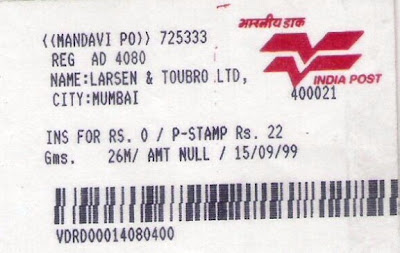 भारतीय डाक
((MANDAVI PO)) 725333
REG AD 4080
NAME:LARSEN & TOUBRO LTD,
INDIA POST
CITY:MUMBAI 400021
INS FOR RS. 0 / P-STAMP Rs. 22
Gms. 26M/ AMT NULL / 15/09/99
VDRD00014080400